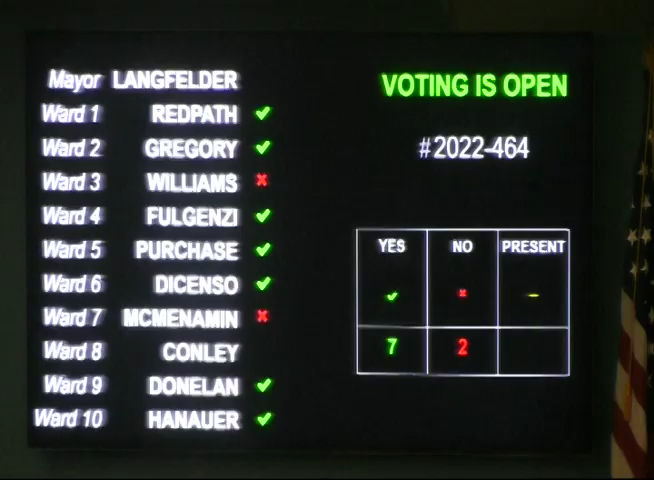 Mayor LANGFELDER
Ward 1 REDPATH ✓
Ward 2 GREGORY ✓
Ward 3 WILLIAMS ×
Ward 4 FULGENZI ✓
Ward 5 PURCHASE ✓
Ward 6 DICENSO ✓
Ward 7 MCMENAMIN ×
Ward 8 CONLEY
Ward 9 DONELAN ✓
Ward 10 HANAUER ✓
VOTING IS OPEN
#2022-464
YES NO PRESENT
✓ × –
7 2